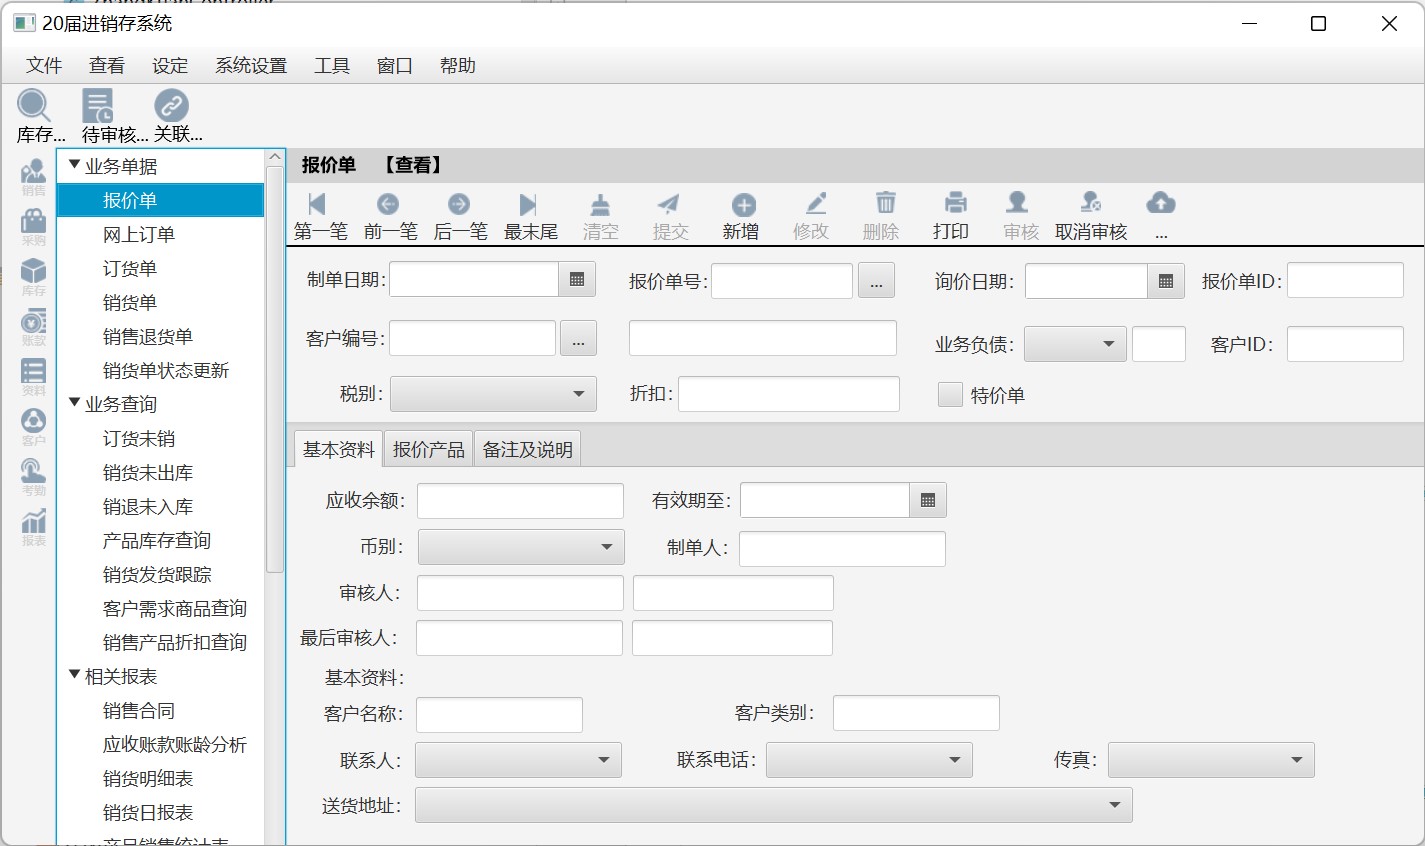 20届进销存系统
文件 查看 设定 系统设置 工具 窗口 帮助
库存... 待审核... 关联...
销售
采购
库存
账款
资料
客户
考勤
报表
业务单据
报价单
网上订单
订货单
销货单
销售退货单
销货单状态更新
业务查询
订货未销
销货未出库
销退未入库
产品库存查询
销货发货跟踪
客户需求商品查询
销售产品折扣查询
相关报表
销售合同
应收账款账龄分析
销货明细表
销货日报表
产品销售统计表
报价单 【查看】
第一笔 前一笔 后一笔 最末尾 清空 提交 新增 修改 删除 打印 审核 取消审核 ...
制单日期: 报价单号: ... 询价日期: 报价单ID:
客户编号: ... 业务负债: 客户ID:
税别: 折扣: 特价单
基本资料 报价产品 备注及说明
应收余额: 有效期至:
币别: 制单人:
审核人:
最后审核人:
基本资料:
客户名称: 客户类别:
联系人: 联系电话: 传真:
送货地址: